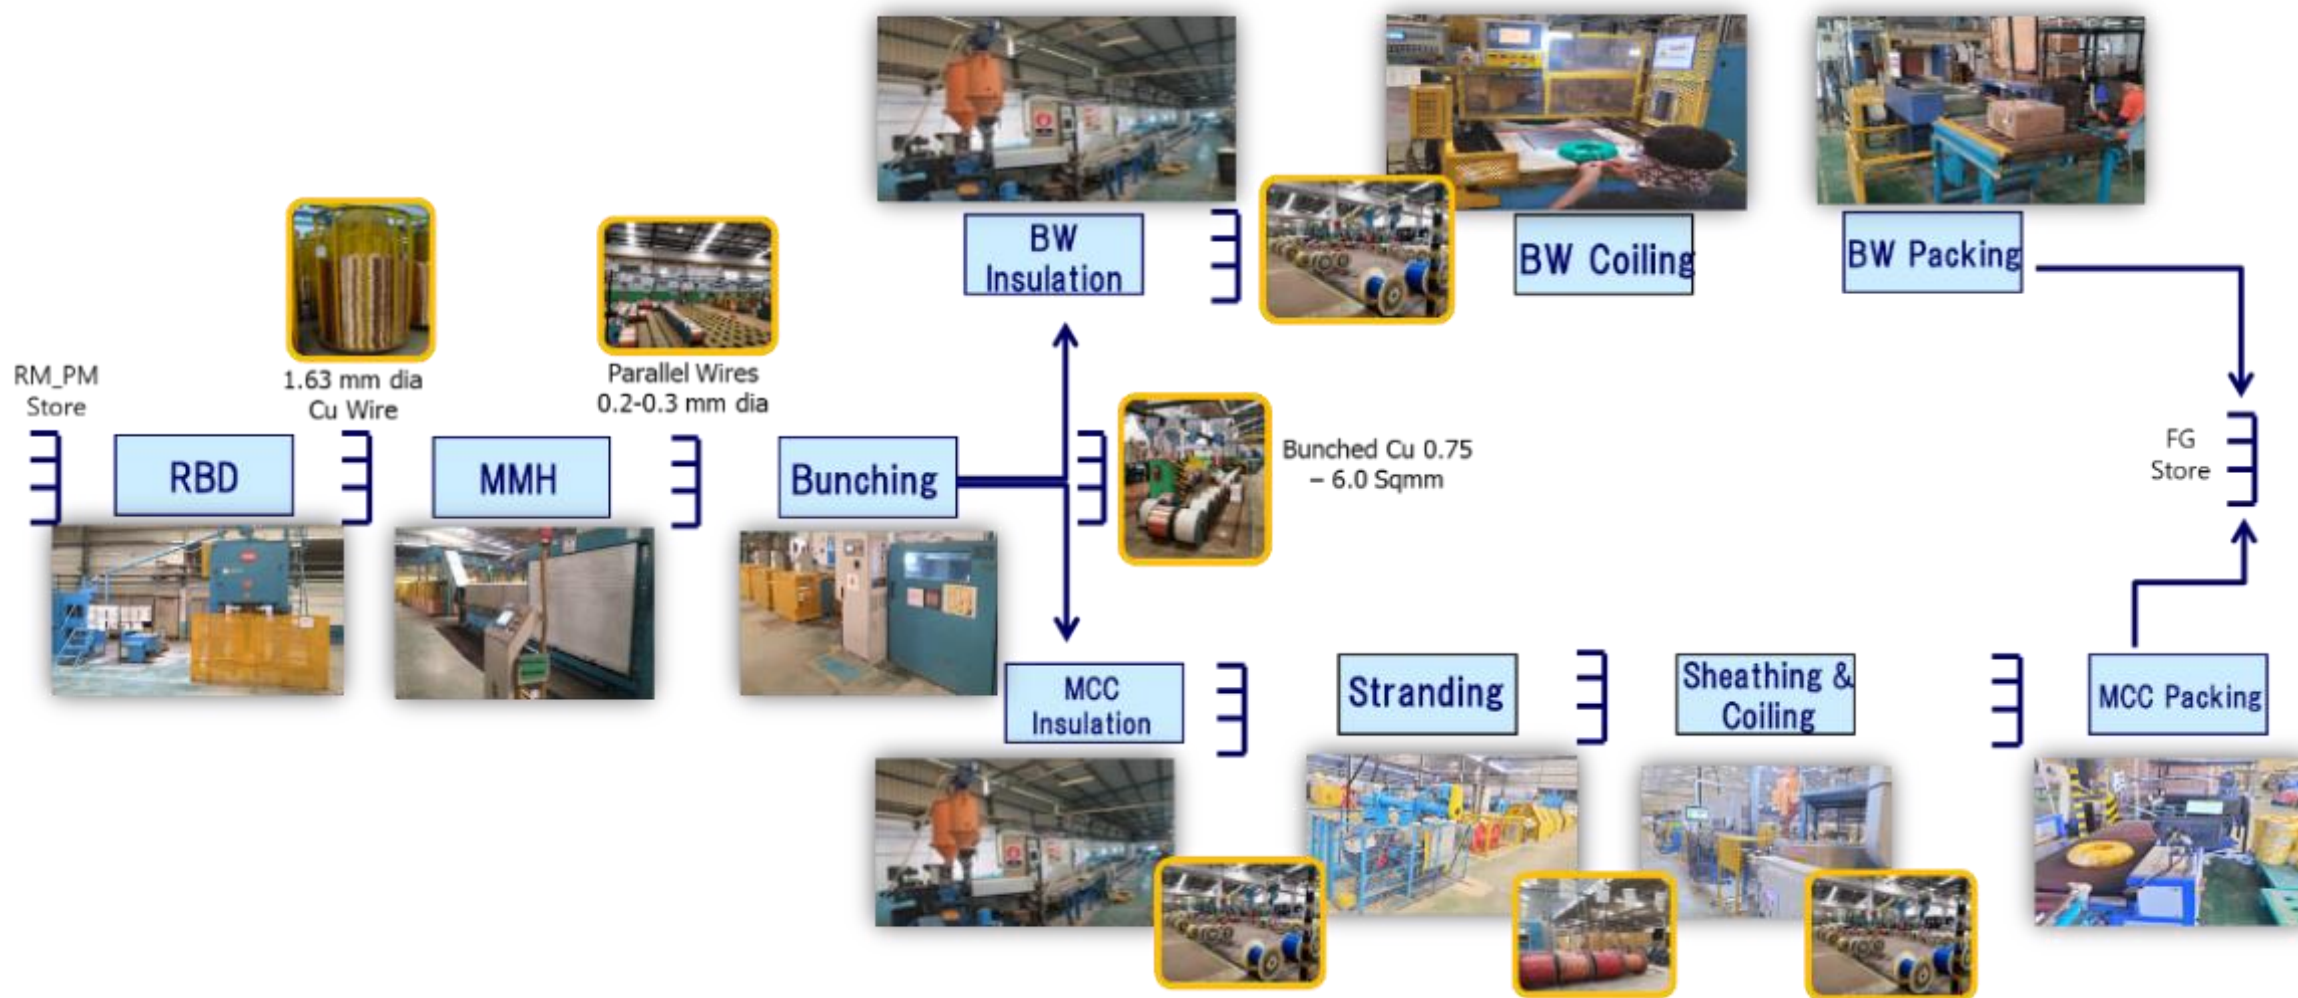 BW
Insulation
BW Coiling
BW Packing
RM_PM
Store
1.63 mm dia
Cu Wire
Parallel Wires
0.2-0.3 mm dia
RBD
MMH
Bunching
Bunched Cu 0.75
– 6.0 Sqmm
FG
Store
MCC
Insulation
Stranding
Sheathing &
Coiling
MCC Packing